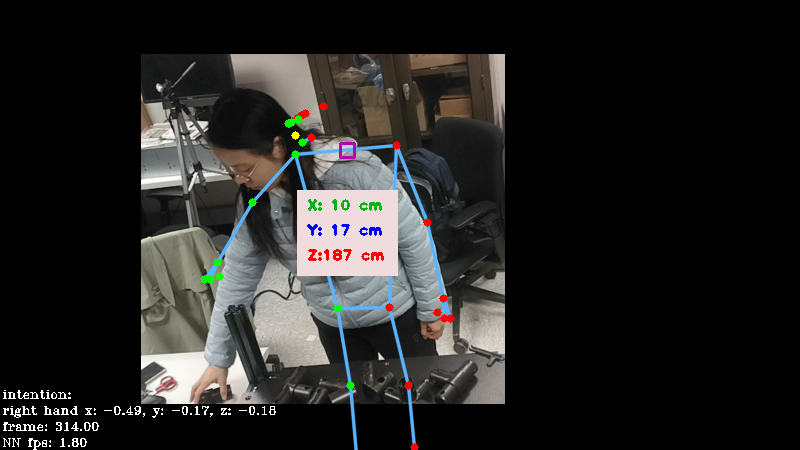 X: 10 cm
Y: 17 cm
Z:187 cm
intention:
right hand x: -0.49, y: -0.17, z: -0.18
frame: 314.00
NN fps: 1.80